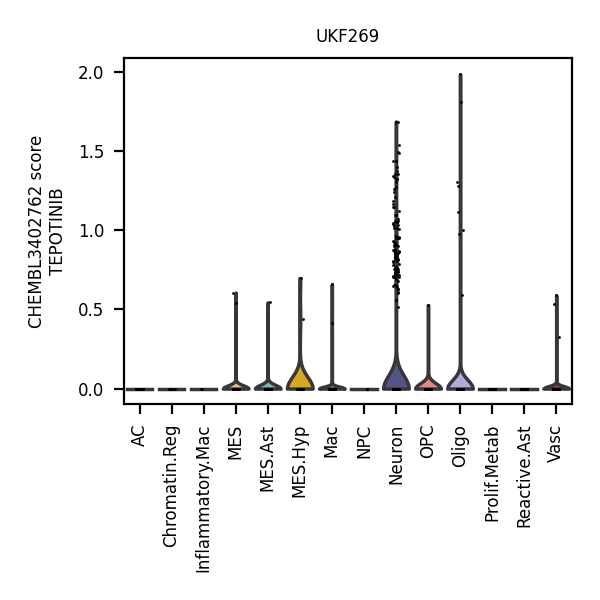 UKF269
CHEMBL3402762 score
TEPOTINIB
2.0
1.5
1.0
0.5
0.0
AC
Chromatin.Reg
Inflammatory.Mac
MES
MES.Ast
MES.Hyp
Mac
NPC
Neuron
OPC
Oligo
Prolif.Metab
Reactive.Ast
Vasc